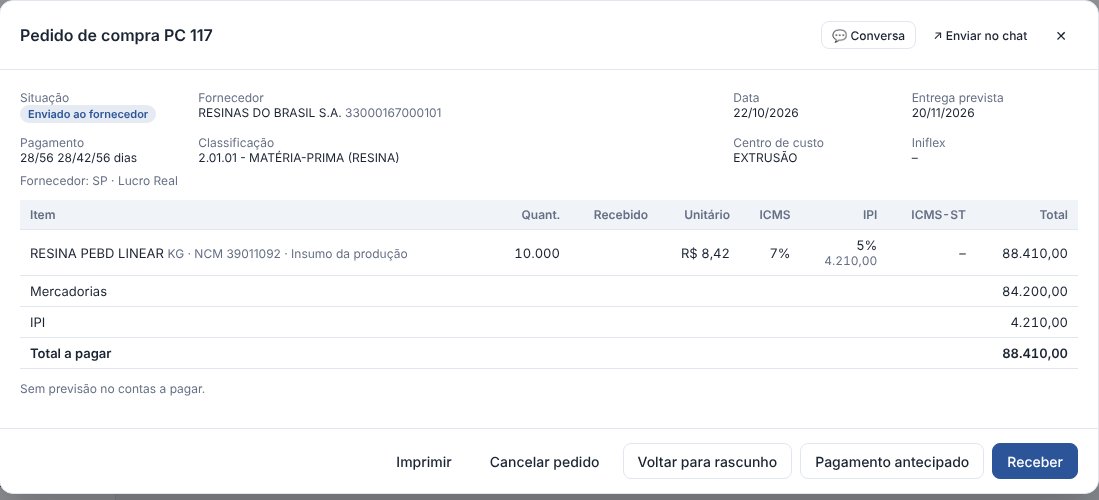 Pedido de compra PC 117
💬 Conversa
↗ Enviar no chat
×
Situação
Fornecedor
Data
Entrega prevista
Enviado ao fornecedor
RESINAS DO BRASIL S.A. 33000167000101
22/10/2026
20/11/2026
Pagamento
Classificação
Centro de custo
Iniflex
28/56 28/42/56 dias
2.01.01 - MATÉRIA-PRIMA (RESINA)
EXTRUSÃO
–
Fornecedor: SP · Lucro Real
Item Quant. Recebido Unitário ICMS IPI ICMS-ST Total
RESINA PEBD LINEAR KG · NCM 39011092 · Insumo da produção 10.000 R$ 8,42 7% 5% – 88.410,00
4.210,00
Mercadorias 84.200,00
IPI 4.210,00
Total a pagar 88.410,00
Sem previsão no contas a pagar.
Imprimir
Cancelar pedido
Voltar para rascunho
Pagamento antecipado
Receber